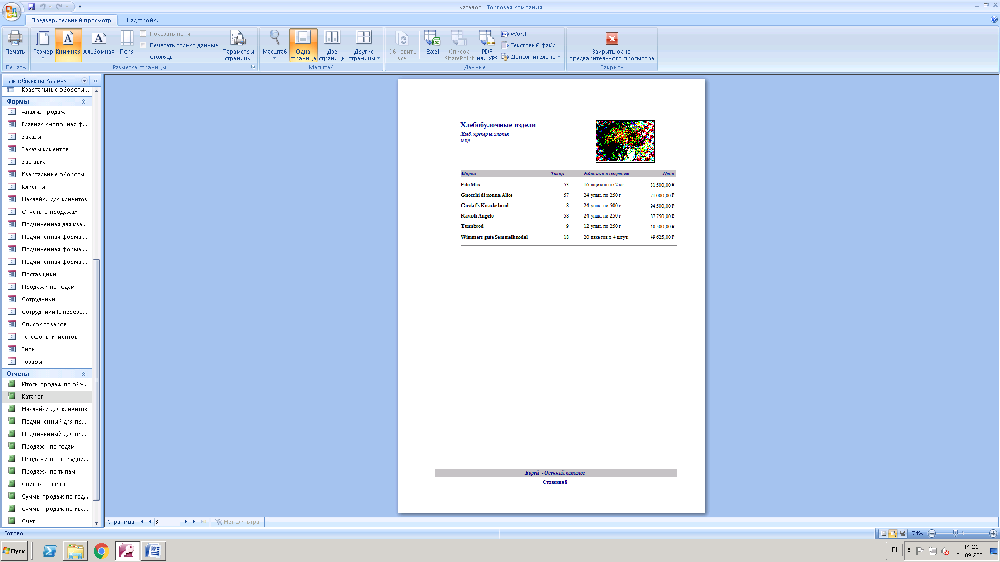 Каталог - Торговая компания
Предварительный просмотр
Надстройки
Печать
Размер
Книжная
Альбомная
Поля
Показать поля
Печатать только данные
Столбцы
Параметры страницы
Масштаб
Одна страница
Две страницы
Другие страницы
Обновить все
Excel
Список SharePoint
PDF или XPS
Word
Текстовый файл
Дополнительно
Закрыть окно предварительного просмотра
Печать
Разметка страницы
Масштаб
Данные
Закрыть
Все объекты Access
Квартальные обороты...
Формы
Анализ продаж
Главная кнопочная ф...
Заказы
Заказы клиентов
Заставка
Квартальные обороты
Клиенты
Наклейки для клиентов
Отчеты о продажах
Подчиненная для ква...
Подчиненная форма ...
Подчиненная форма ...
Подчиненная форма ...
Поставщики
Продажи по годам
Сотрудники
Сотрудники (с перево...
Список товаров
Телефоны клиентов
Типы
Товары
Отчеты
Итоги продаж по объ...
Каталог
Наклейки для клиентов
Подчиненный для пр...
Подчиненный для пр...
Продажи по годам
Продажи по сотрудни...
Продажи по типам
Список товаров
Суммы продаж по год...
Суммы продаж по ква...
Счет
Хлебобулочные издели
Хлеб, крекеры, хлопья
и пр.
Марка: Товар: Единица измерения: Цена:
Filo Mix 53 16 ящиков по 2 кг 31 500,00 ₽
Gnocchi di nonna Alice 57 24 упак. по 250 г 71 000,00 ₽
Gustaf's Knackebrod 8 24 упак. по 500 г 94 500,00 ₽
Ravioli Angelo 58 24 упак. по 250 г 87 750,00 ₽
Tunnbrod 9 12 упак. по 250 г 40 500,00 ₽
Wimmers gute Semmelknodel 18 20 пакетов x 4 штук 49 625,00 ₽
Борей - Осенний каталог
Страница 8
Страница: 8 Нет фильтра
Готово
74%
Пуск
RU
14:21
01.09.2021